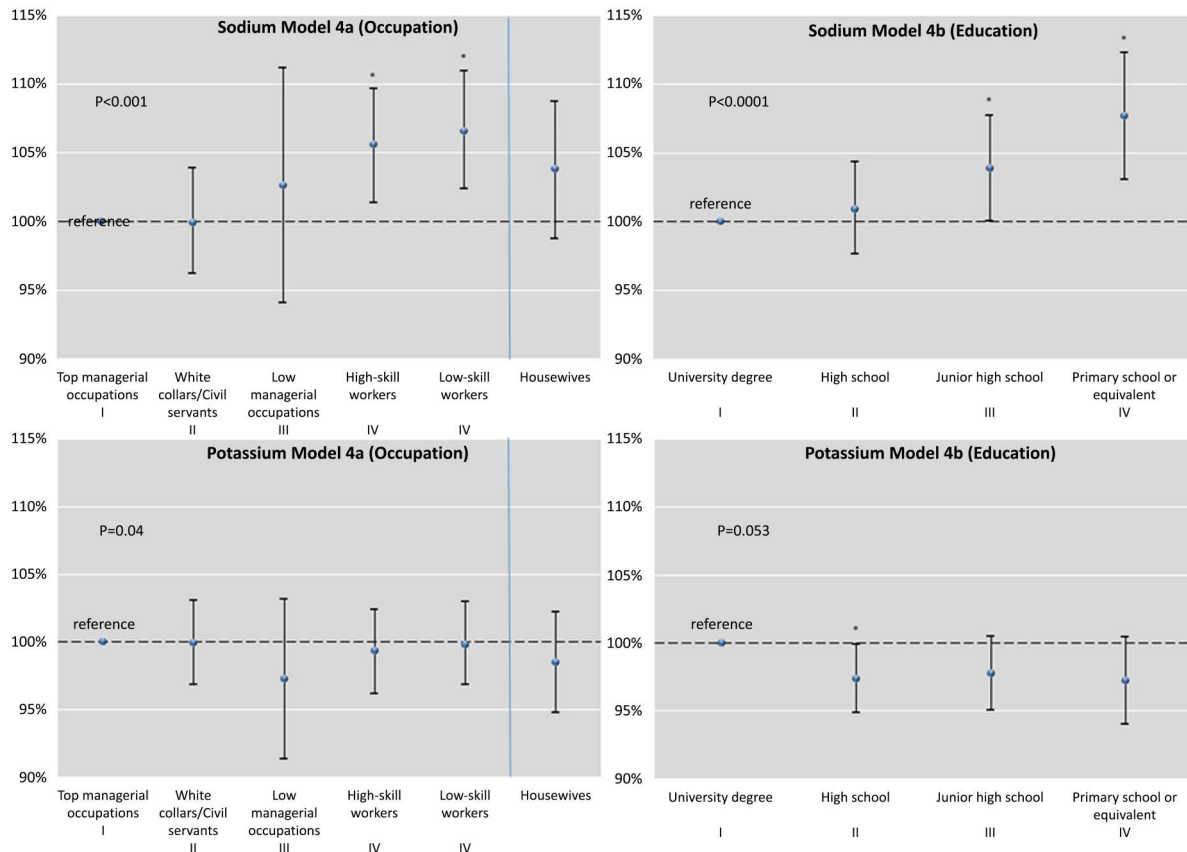 Sodium Model 4a (Occupation)
115%
110%
105%
100%
95%
90%
P<0.001
reference
*
*
Top managerial
occupations
I
White
collars/Civil
servants
II
Low
managerial
occupations
III
High-skill
workers
IV
Low-skill
workers
IV
Housewives
Sodium Model 4b (Education)
115%
110%
105%
100%
95%
90%
P<0.0001
reference
*
*
University degree
I
High school
II
Junior high school
III
Primary school or
equivalent
IV
Potassium Model 4a (Occupation)
115%
110%
105%
100%
95%
90%
P=0.04
reference
Top managerial
occupations
I
White
collars/Civil
servants
II
Low
managerial
occupations
III
High-skill
workers
IV
Low-skill
workers
IV
Housewives
Potassium Model 4b (Education)
115%
110%
105%
100%
95%
90%
P=0.053
reference
*
University degree
I
High school
II
Junior high school
III
Primary school or
equivalent
IV